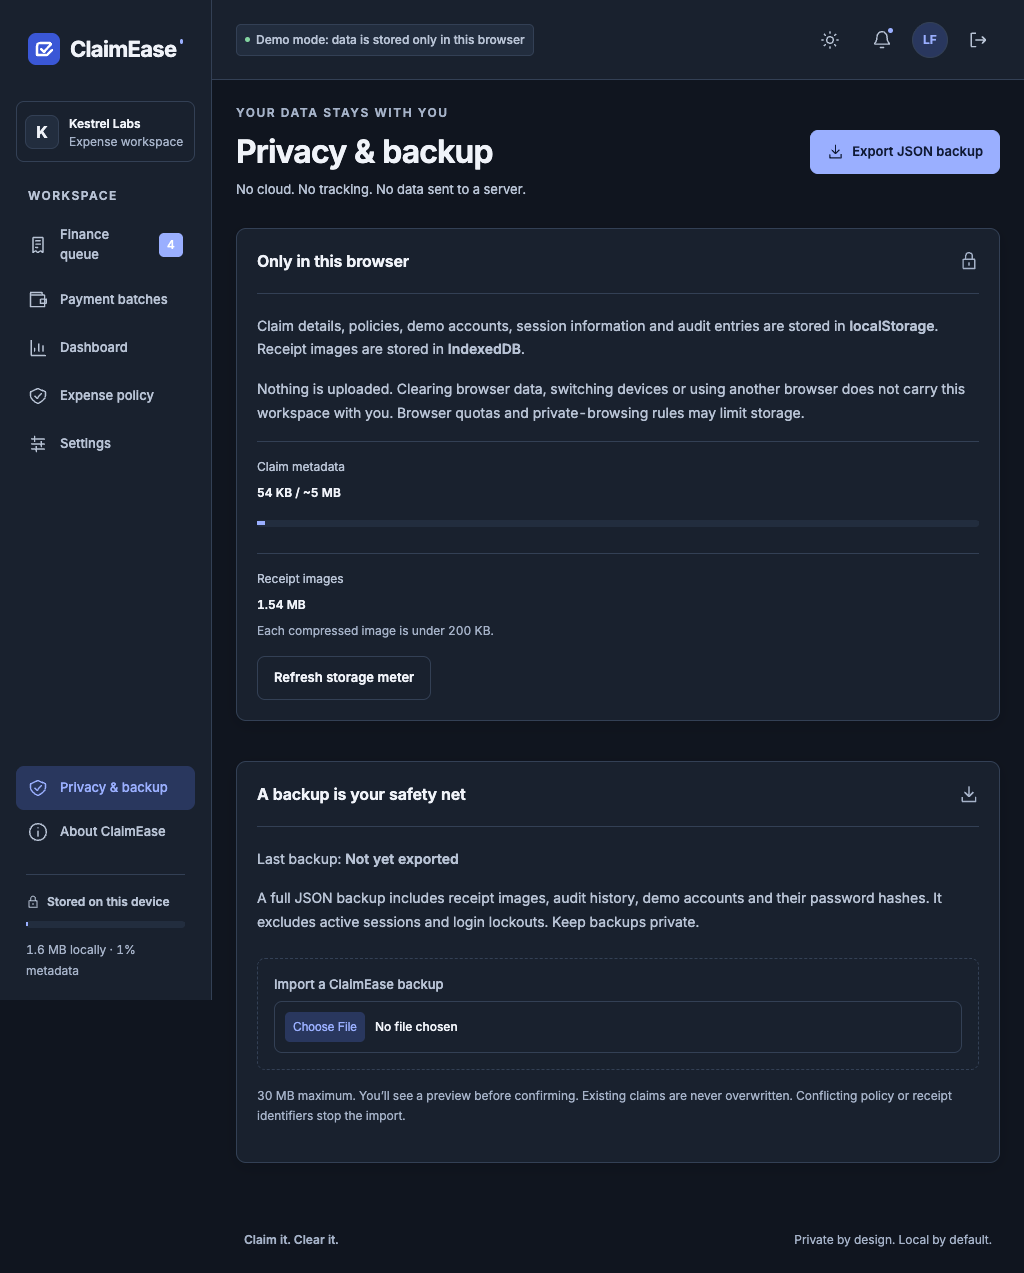 ClaimEase
K
Kestrel Labs
Expense workspace
WORKSPACE
Finance
queue
4
Payment batches
Dashboard
Expense policy
Settings
Privacy & backup
About ClaimEase
Stored on this device
1.6 MB locally · 1%
metadata
Demo mode: data is stored only in this browser
LF
YOUR DATA STAYS WITH YOU
Privacy & backup
Export JSON backup
No cloud. No tracking. No data sent to a server.
Only in this browser
Claim details, policies, demo accounts, session information and audit entries are stored in localStorage.
Receipt images are stored in IndexedDB.
Nothing is uploaded. Clearing browser data, switching devices or using another browser does not carry this
workspace with you. Browser quotas and private-browsing rules may limit storage.
Claim metadata
54 KB / ~5 MB
Receipt images
1.54 MB
Each compressed image is under 200 KB.
Refresh storage meter
A backup is your safety net
Last backup: Not yet exported
A full JSON backup includes receipt images, audit history, demo accounts and their password hashes. It
excludes active sessions and login lockouts. Keep backups private.
Import a ClaimEase backup
Choose File No file chosen
30 MB maximum. You’ll see a preview before confirming. Existing claims are never overwritten. Conflicting policy or receipt
identifiers stop the import.
Claim it. Clear it.
Private by design. Local by default.